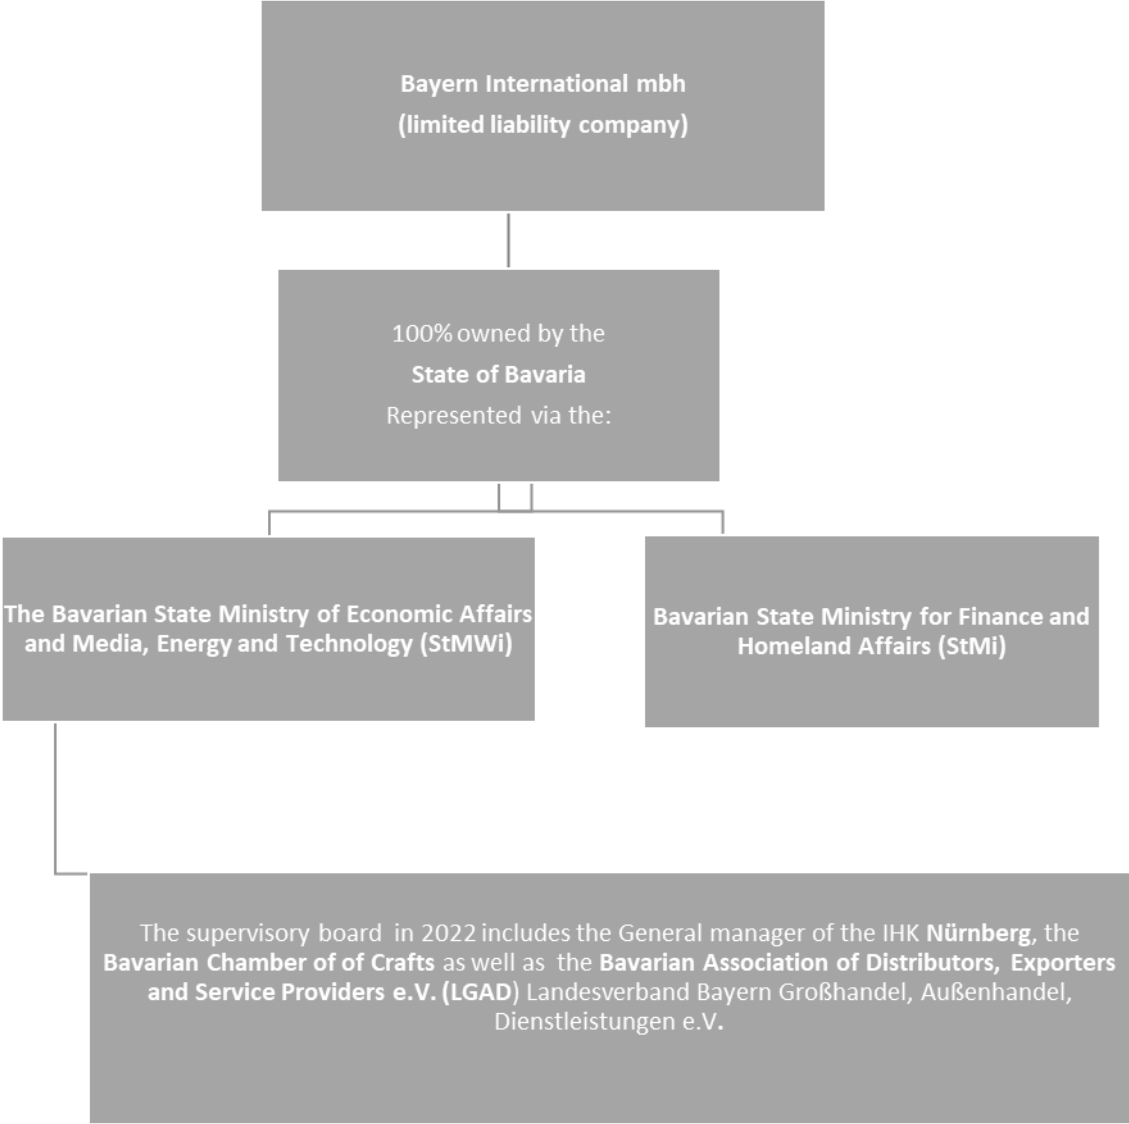 Bayern International mbh
(limited liability company)
100% owned by the
State of Bavaria
Represented via the:
The Bavarian State Ministry of Economic Affairs
and Media, Energy and Technology (StMWi)
Bavarian State Ministry for Finance and
Homeland Affairs (StMi)
The supervisory board in 2022 includes the General manager of the IHK Nürnberg, the
Bavarian Chamber of of Crafts as well as the Bavarian Association of Distributors, Exporters
and Service Providers e.V. (LGAD) Landesverband Bayern Großhandel, Außenhandel,
Dienstleistungen e.V.